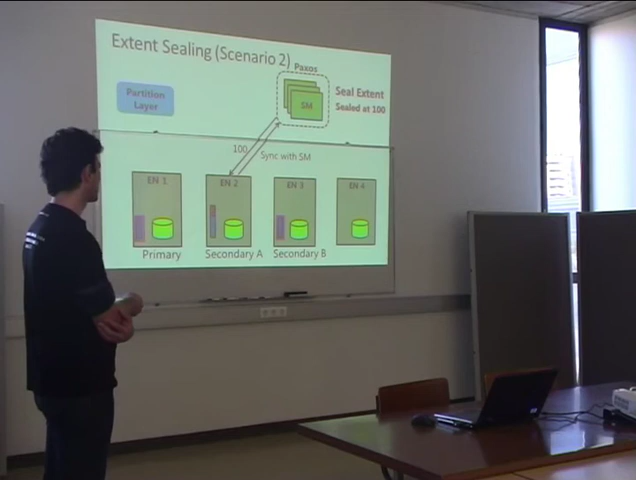 Extent Sealing (Scenario 2)
Paxos
Partition
Layer
SM
Seal Extent
Sealed at 100
100
Sync with SM
EN 1
EN 2
EN 3
EN 4
Primary
Secondary A
Secondary B